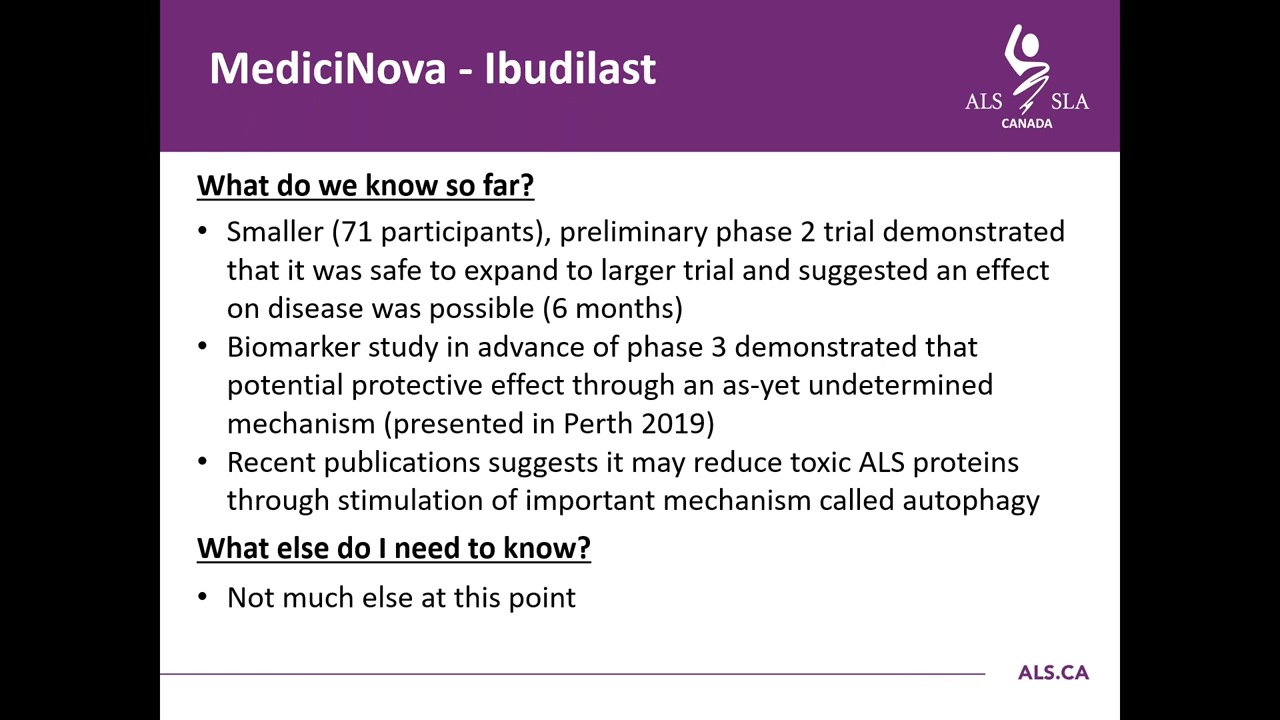 MediciNova - Ibudilast
ALS SLA
CANADA
What do we know so far?
• Smaller (71 participants), preliminary phase 2 trial demonstrated
that it was safe to expand to larger trial and suggested an effect
on disease was possible (6 months)
• Biomarker study in advance of phase 3 demonstrated that
potential protective effect through an as-yet undetermined
mechanism (presented in Perth 2019)
• Recent publications suggests it may reduce toxic ALS proteins
through stimulation of important mechanism called autophagy
What else do I need to know?
• Not much else at this point
ALS.CA